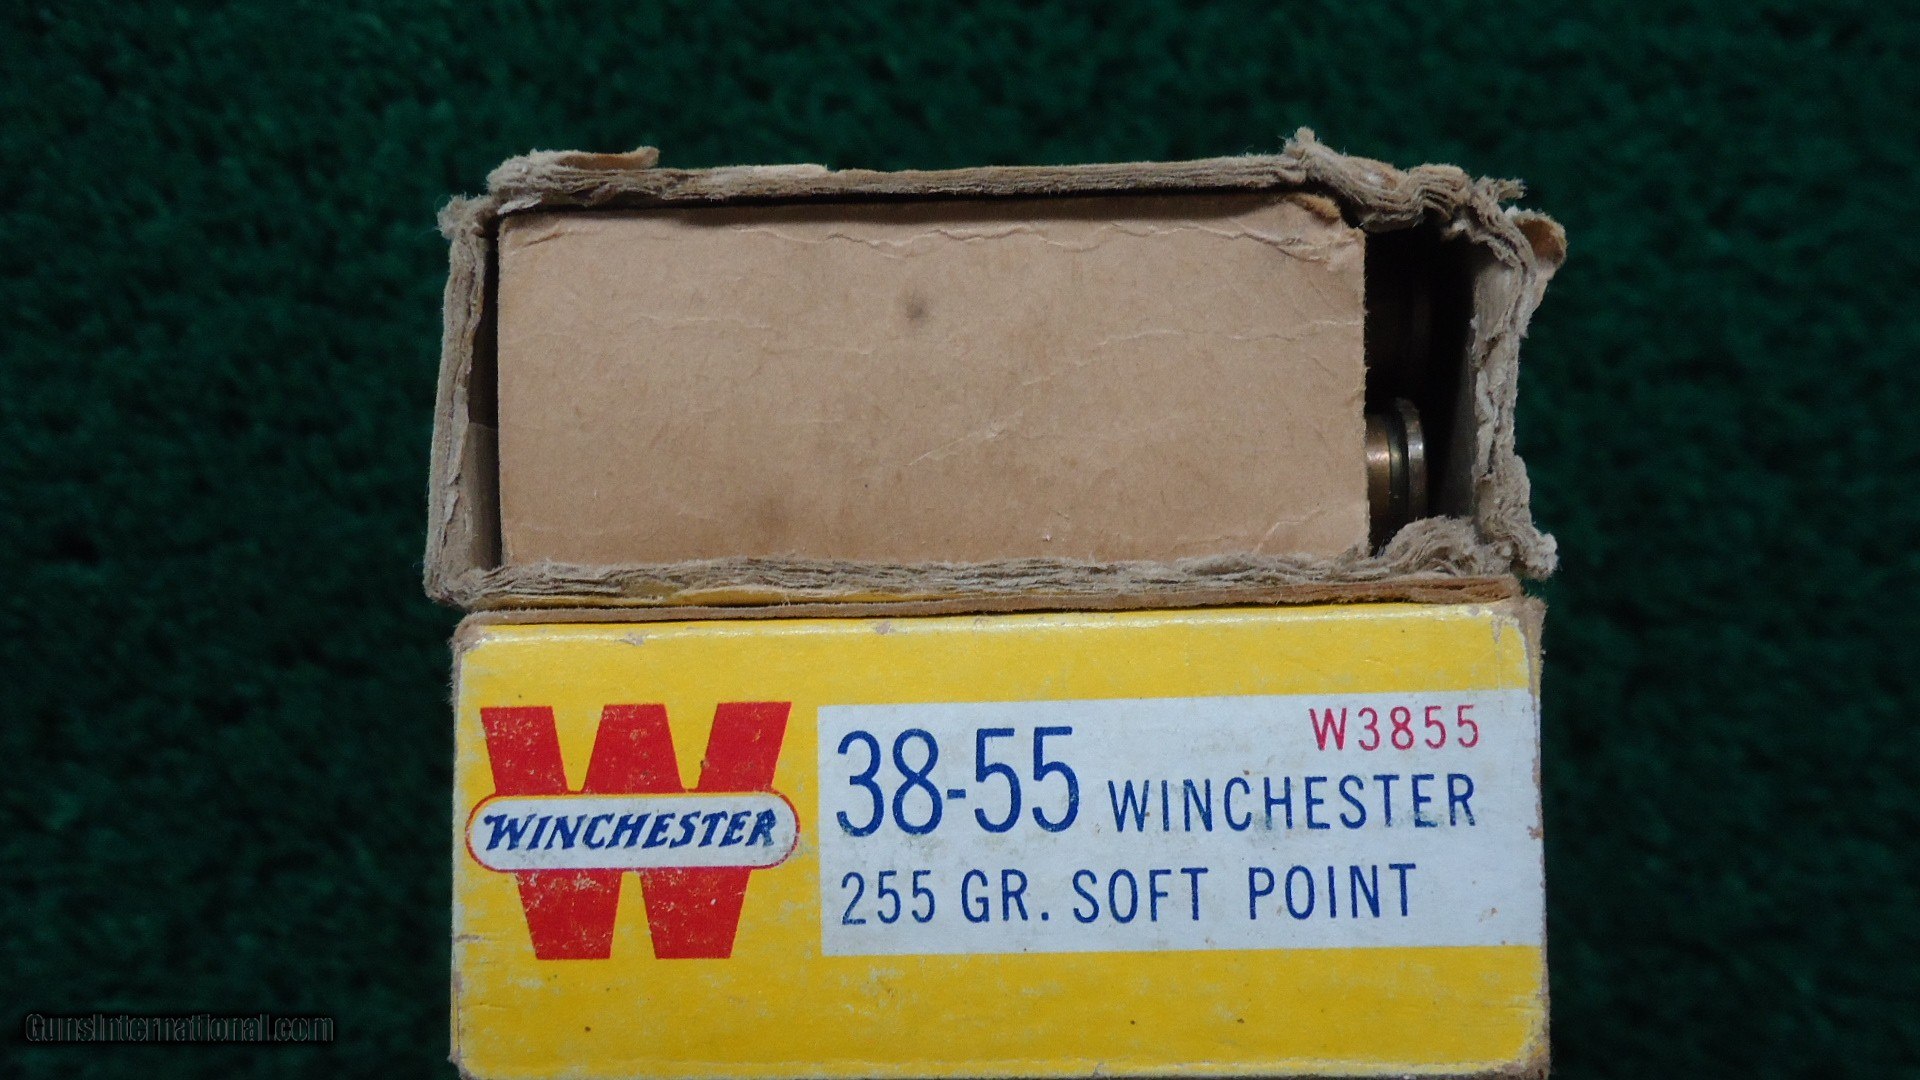 W3855
38-55 WINCHESTER
WINCHESTER
255 GR. SOFT POINT
GunsInternational.com